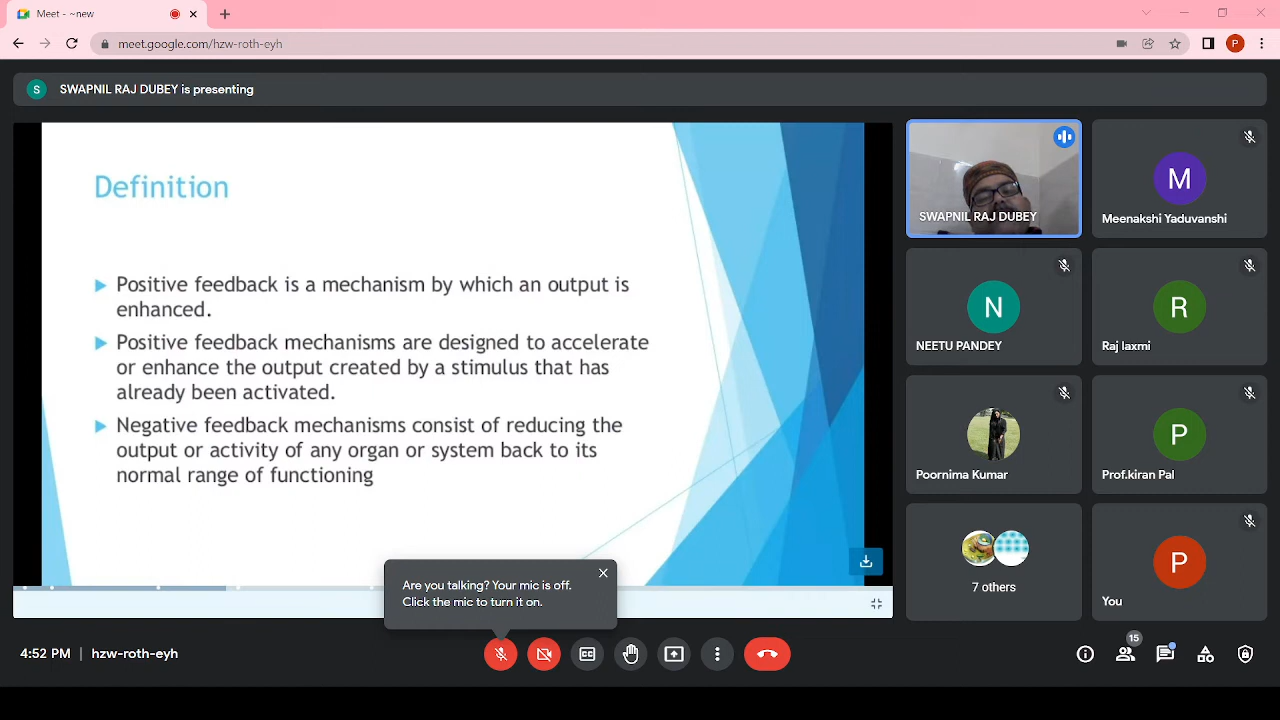 Meet - ~new
meet.google.com/hzw-roth-eyh
P
S
SWAPNIL RAJ DUBEY is presenting
Definition
Positive feedback is a mechanism by which an output is
enhanced.
Positive feedback mechanisms are designed to accelerate
or enhance the output created by a stimulus that has
already been activated.
Negative feedback mechanisms consist of reducing the
output or activity of any organ or system back to its
normal range of functioning
SWAPNIL RAJ DUBEY
M
Meenakshi Yaduvanshi
N
NEETU PANDEY
R
Raj laxmi
Poornima Kumar
P
Prof.kiran Pal
7 others
P
You
Are you talking? Your mic is off.
Click the mic to turn it on.
4:52 PM | hzw-roth-eyh
CC
15